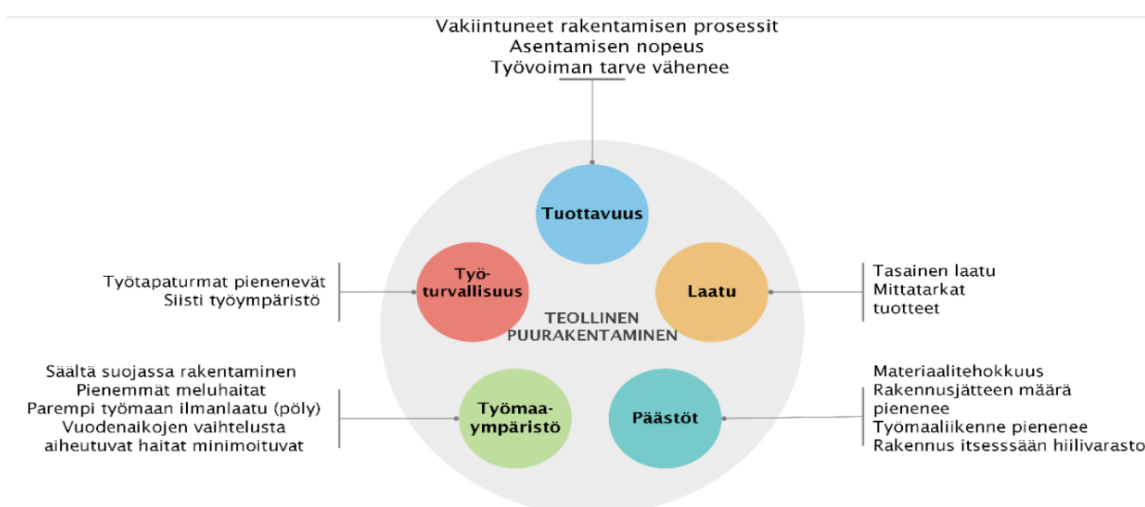 Vakiintuneet rakentamisen prosessit
Asentamisen nopeus
Työvoiman tarve vähenee
Tuottavuus
Työtapaturmat pienenevät
Siisti työympäristö
Työ-
turvallisuus
Laatu
Tasainen laatu
Mittatarkat
tuotteet
TEOLLINEN
PUURAKENTAMINEN
Säältä suojassa rakentaminen
Pienemmät meluhaitat
Parempi työmaan ilmanlaatu (pöly)
Vuodenaikojen vaihtelusta
aiheutuvat haitat minimoituvat
Työmaa-
ympäristö
Päästöt
Materiaalitehokkuus
Rakennusjätteen määrä
pienenee
Työmaaliikenne pienenee
Rakennus itsesssään hiilivarasto